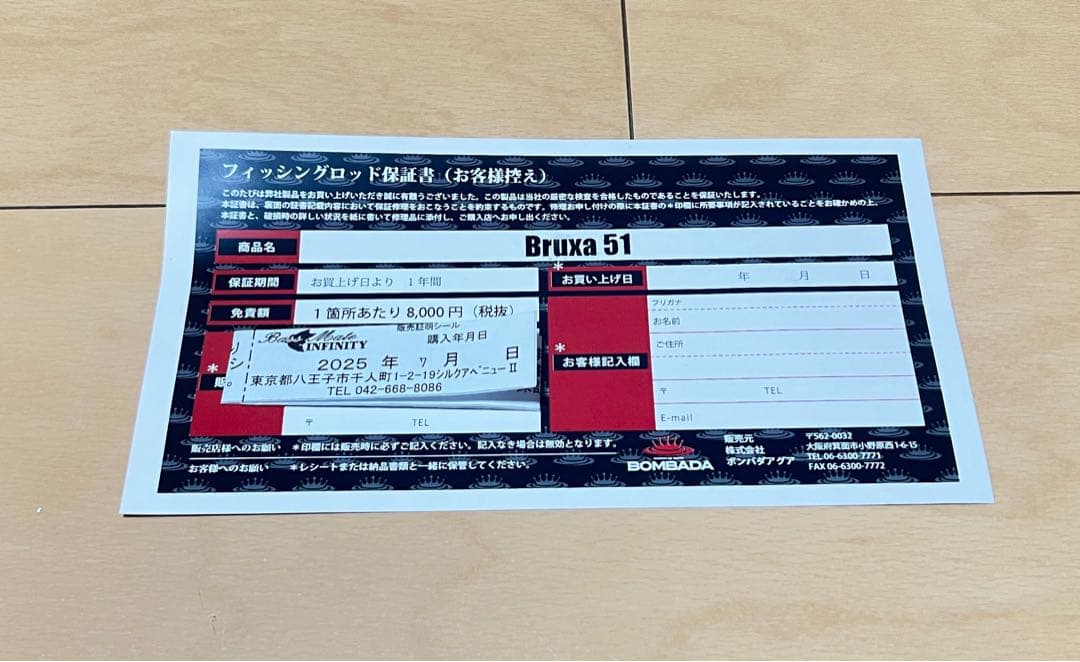 フィッシングロッド保証書（お客様控え）
このたびは弊社製品をお買い上げいただき誠に有難うございました。この製品は当社の厳密な検査を合格したものであることを保証いたします。
本証書は、裏面の証書記載内容において保証修理をおこなうことを約束するものです。修理お申し付けの際に本証書の＊印欄に所要事項が記入されていることをお確かめの上、
本証書と、破損時の詳しい状況を紙に書いて修理品に添付し、ご購入店へお申し出ください。
商品名 Bruxa 51
保証期間 お買上げ日より 1年間
＊お買い上げ日 年 月 日
免責額 1箇所あたり 8,000円（税抜）
販売証明シール
Bass Mate INFINITY 購入年月日
2025 年 7 月 日
東京都八王子市千人町1-2-19シルクアベニューⅡ
TEL 042-668-8086
＊
販
〒 TEL
＊お客様記入欄
フリガナ
お名前
ご住所
〒 TEL
E-mail
販売店様へのお願い ＊印欄には販売時に必ずご記入ください。記入なき場合は無効となります。
お客様へのお願い ＊レシートまたは納品書類と一緒に保管してください。
BOMBADA
販売元
株式会社
ボンバダアグア
〒562-0032
大阪府箕面市小野原西1-6-15
TEL 06-6300-7771
FAX 06-6300-7772